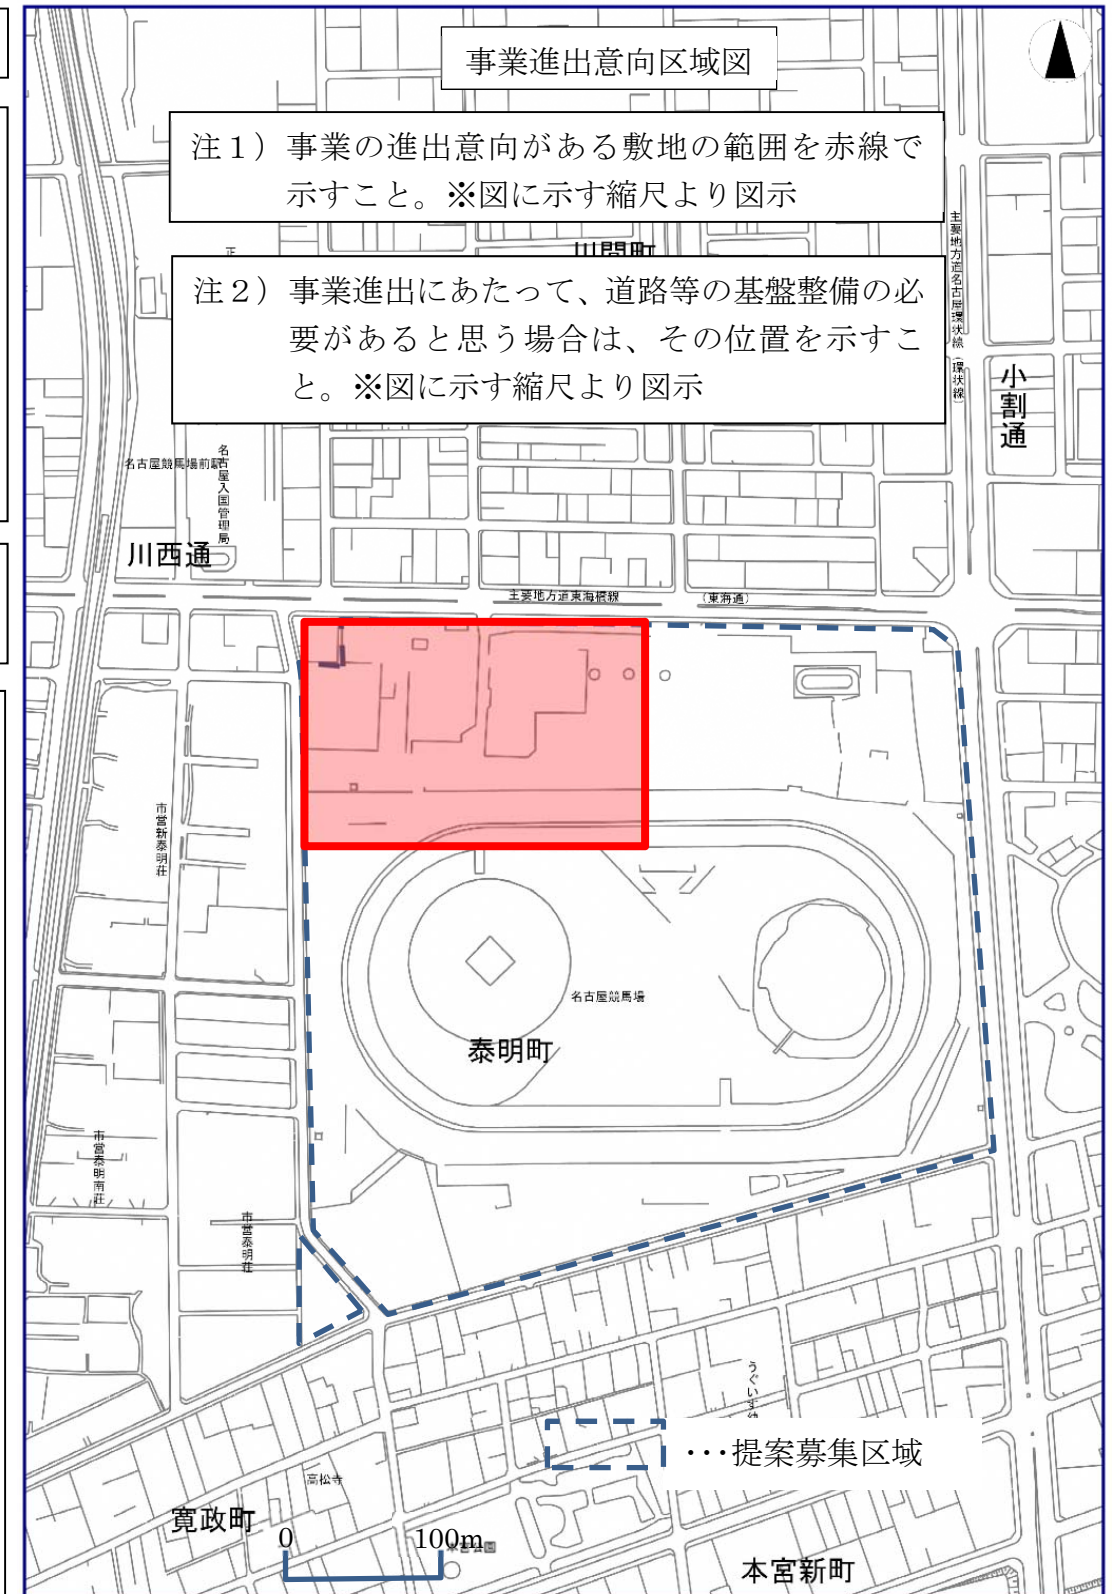 事業進出意向区域図
注１）事業の進出意向がある敷地の範囲を赤線で
示すこと。※図に示す縮尺より図示
川間町
正
注２）事業進出にあたって、道路等の基盤整備の必
要があると思う場合は、その位置を示すこ
と。※図に示す縮尺より図示
主要地方道名古屋環状線（環状線）
小割通
名古屋競馬場前駅
名古屋入国管理局
川西通
主要地方道東海橋線
（東海通）
市営新泰明荘
名古屋競馬場
泰明町
市営泰明南荘
市営泰明荘
うぐいす
･･･提案募集区域
高松寺
寛政町
0
100m
本宮新町